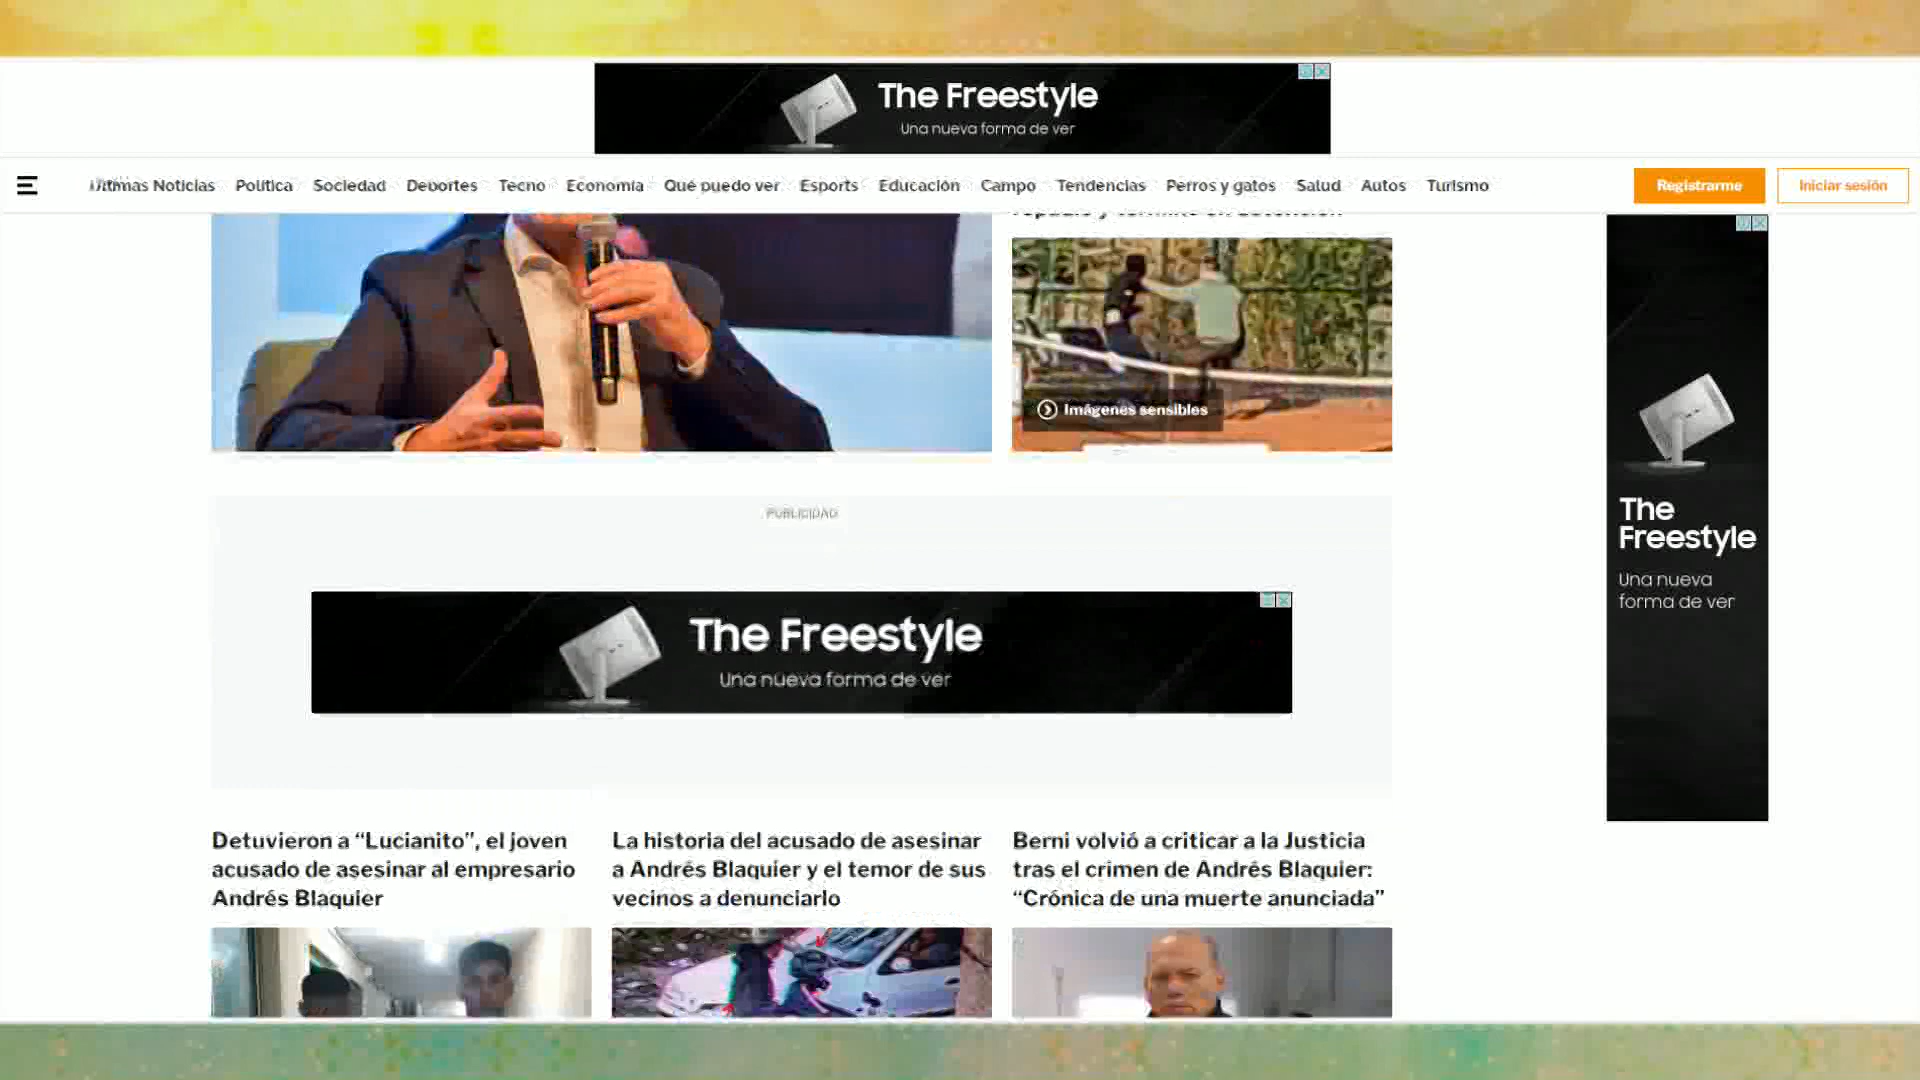 The Freestyle
Una nueva forma de ver
Últimas Noticias Política Sociedad Deportes Tecno Economía Qué puedo ver Esports Educación Campo Tendencias Perros y gatos Salud Autos Turismo
Registrarme Iniciar sesión
Imágenes sensibles
PUBLICIDAD
The Freestyle
Una nueva forma de ver
The
Freestyle
Una nueva
forma de ver
Detuvieron a “Lucianito”, el joven
acusado de asesinar al empresario
Andrés Blaquier
La historia del acusado de asesinar
a Andrés Blaquier y el temor de sus
vecinos a denunciarlo
Berni volvió a criticar a la Justicia
tras el crimen de Andrés Blaquier:
“Crónica de una muerte anunciada”